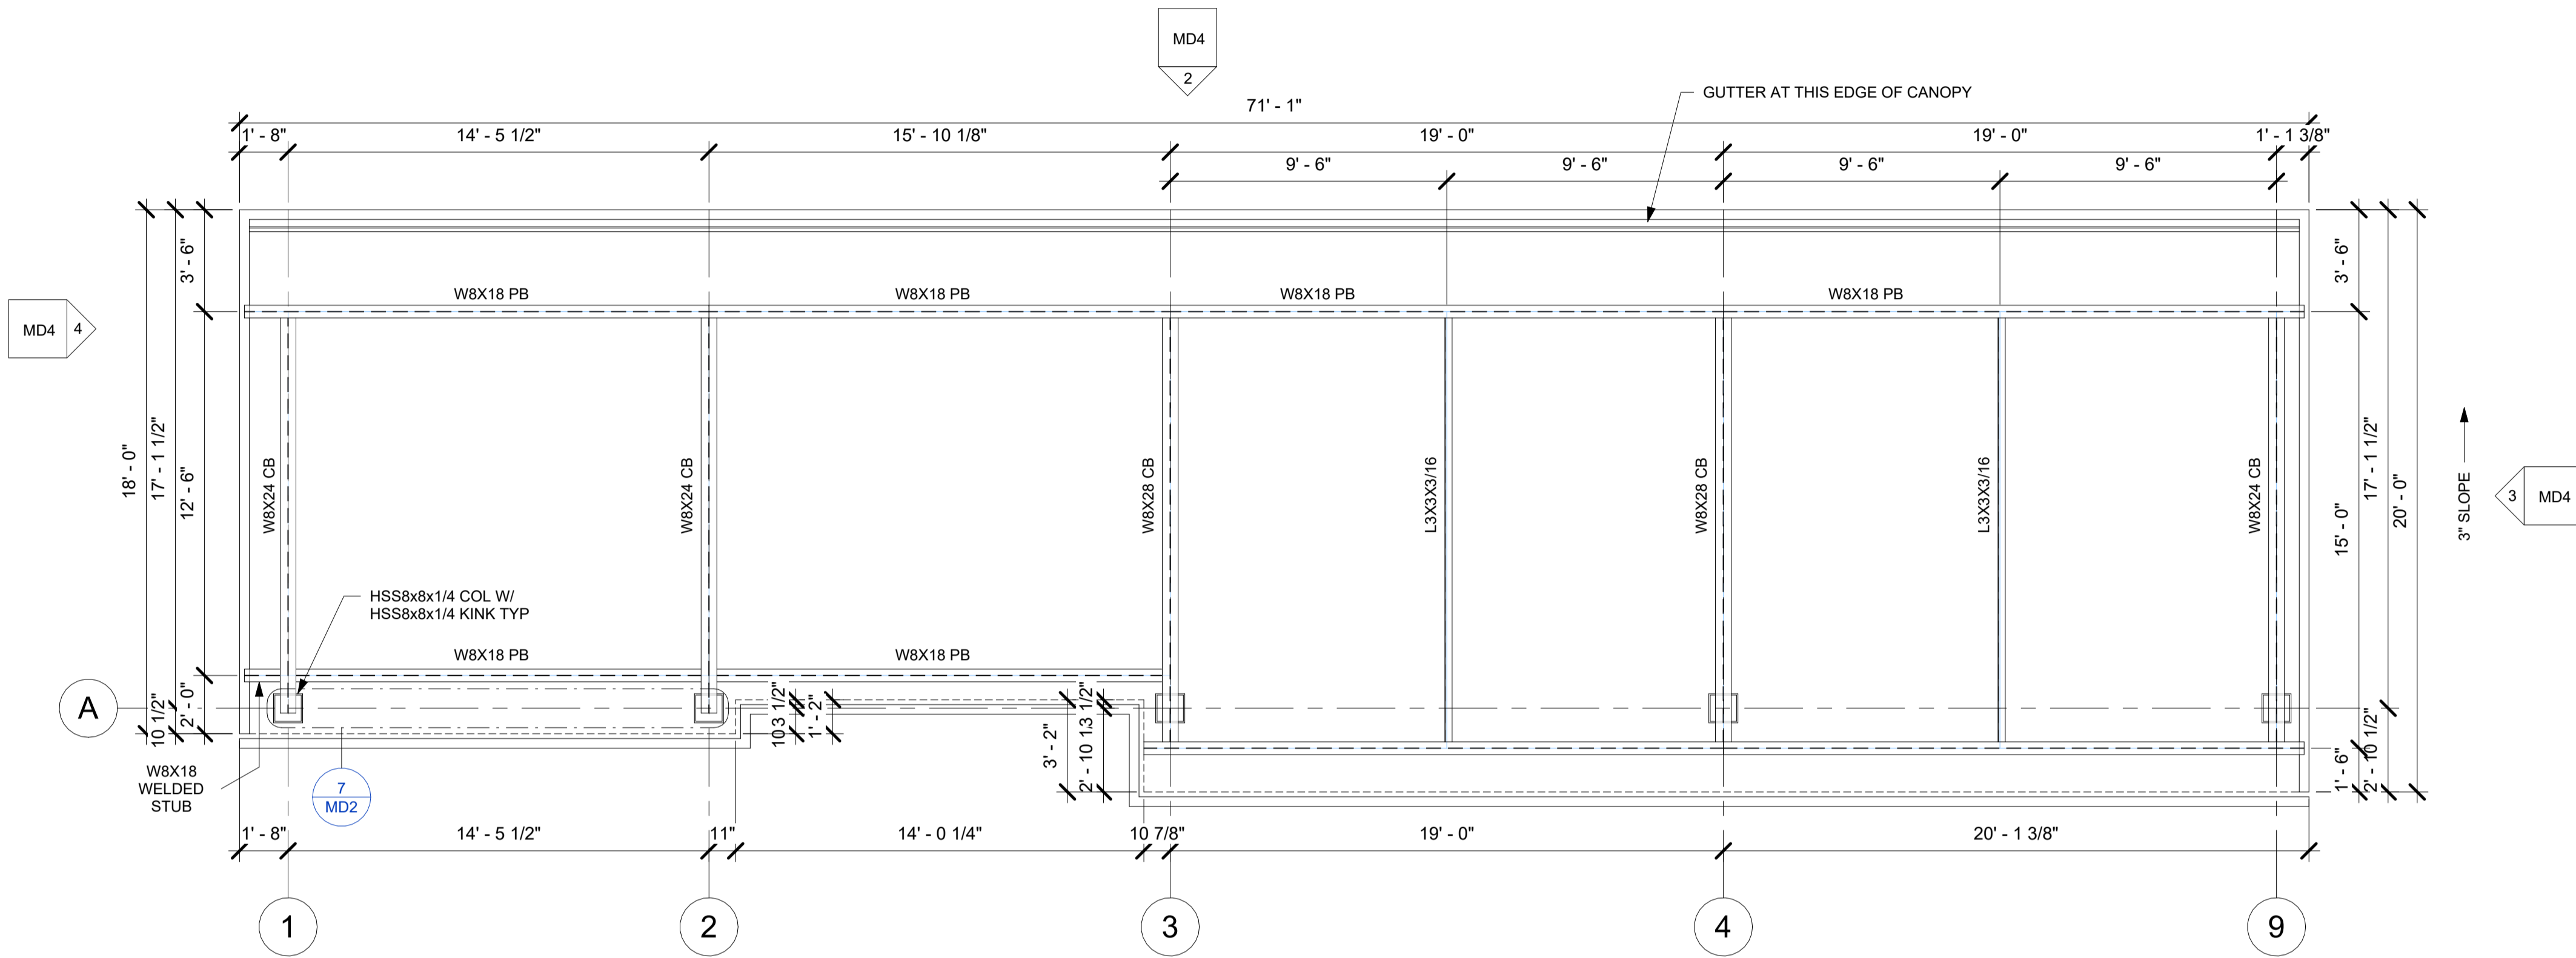 MD4
2
GUTTER AT THIS EDGE OF CANOPY
71' - 1"
1' - 8"
14' - 5 1/2"
15' - 10 1/8"
19' - 0"
19' - 0"
1' - 1 3/8"
9' - 6"
9' - 6"
9' - 6"
9' - 6"
3' - 6"
3' - 6"
W8X18 PB
W8X18 PB
W8X18 PB
W8X18 PB
MD4
4
18' - 0"
17' - 1 1/2"
12' - 6"
W8X24 CB
W8X24 CB
W8X28 CB
L3X3X3/16
W8X28 CB
L3X3X3/16
W8X24 CB
15' - 0"
17' - 1 1/2"
20' - 0"
3" SLOPE
3
MD4
HSS8x8x1/4 COL W/
HSS8x8x1/4 KINK TYP
W8X18 PB
W8X18 PB
A
10 1/2"
2' - 0"
10 1/2"
3 1/2"
1' - 2"
3' - 2"
2' - 10 1/2"
3 1/2"
1' - 6"
2' - 10 1/2"
W8X18
WELDED
STUB
7
MD2
1' - 8"
14' - 5 1/2"
11"
14' - 0 1/4"
10 7/8"
19' - 0"
20' - 1 3/8"
1
2
3
4
9